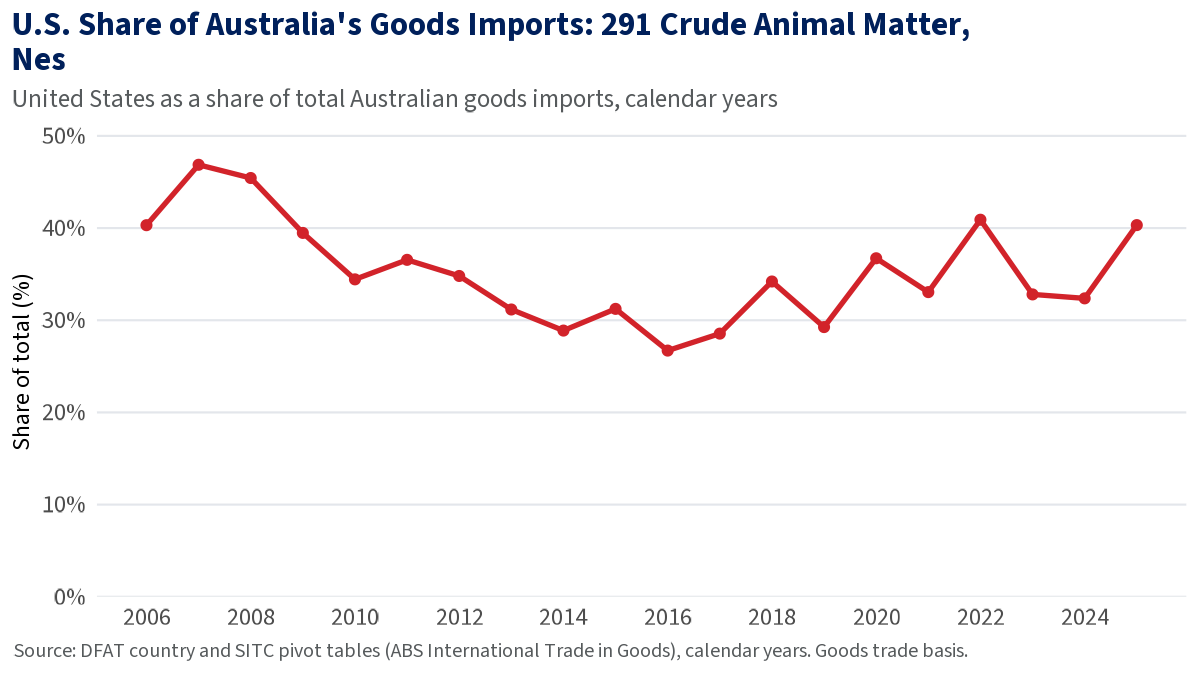 U.S. Share of Australia's Goods Imports: 291 Crude Animal Matter,
Nes
United States as a share of total Australian goods imports, calendar years
Share of total (%)
50%
40%
30%
20%
10%
0%
2006 2008 2010 2012 2014 2016 2018 2020 2022 2024
Source: DFAT country and SITC pivot tables (ABS International Trade in Goods), calendar years. Goods trade basis.